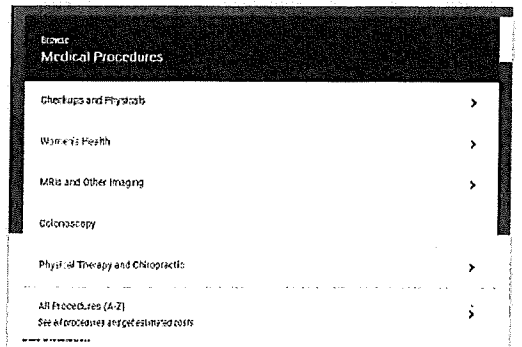 Browse
Medical Procedures
Checkups and Physicals
Women's Health
MRIs and Other Imaging
Colonoscopy
Physical Therapy and Chiropractic
All Procedures (A-Z)
See all procedures and get estimated costs